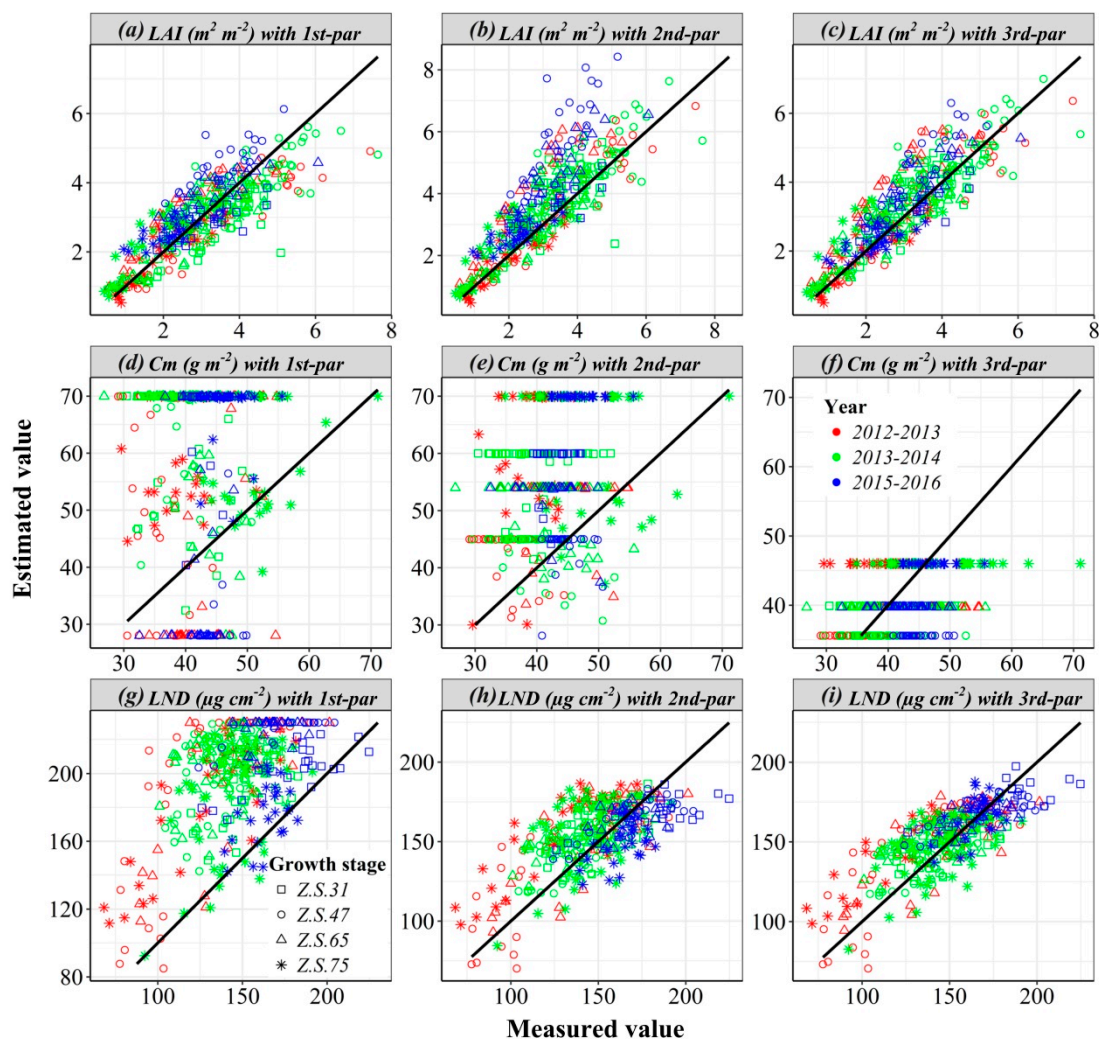 (a) LAI (m² m⁻²) with 1st-par
(b) LAI (m² m⁻²) with 2nd-par
(c) LAI (m² m⁻²) with 3rd-par
6
4
2
2 4 6 8
8
6
4
2
2 4 6 8
6
4
2
2 4 6 8
(d) Cm (g m⁻²) with 1st-par
(e) Cm (g m⁻²) with 2nd-par
(f) Cm (g m⁻²) with 3rd-par
70
60
50
40
30
30 40 50 60 70
70
60
50
40
30
30 40 50 60 70
70
60
50
40
30 40 50 60 70
Year
2012-2013
2013-2014
2015-2016
Estimated value
(g) LND (μg cm⁻²) with 1st-par
(h) LND (μg cm⁻²) with 2nd-par
(i) LND (μg cm⁻²) with 3rd-par
200
160
120
80
100 150 200
Growth stage
Z.S.31
Z.S.47
Z.S.65
Z.S.75
200
150
100
100 150 200
200
150
100
100 150 200
Measured value